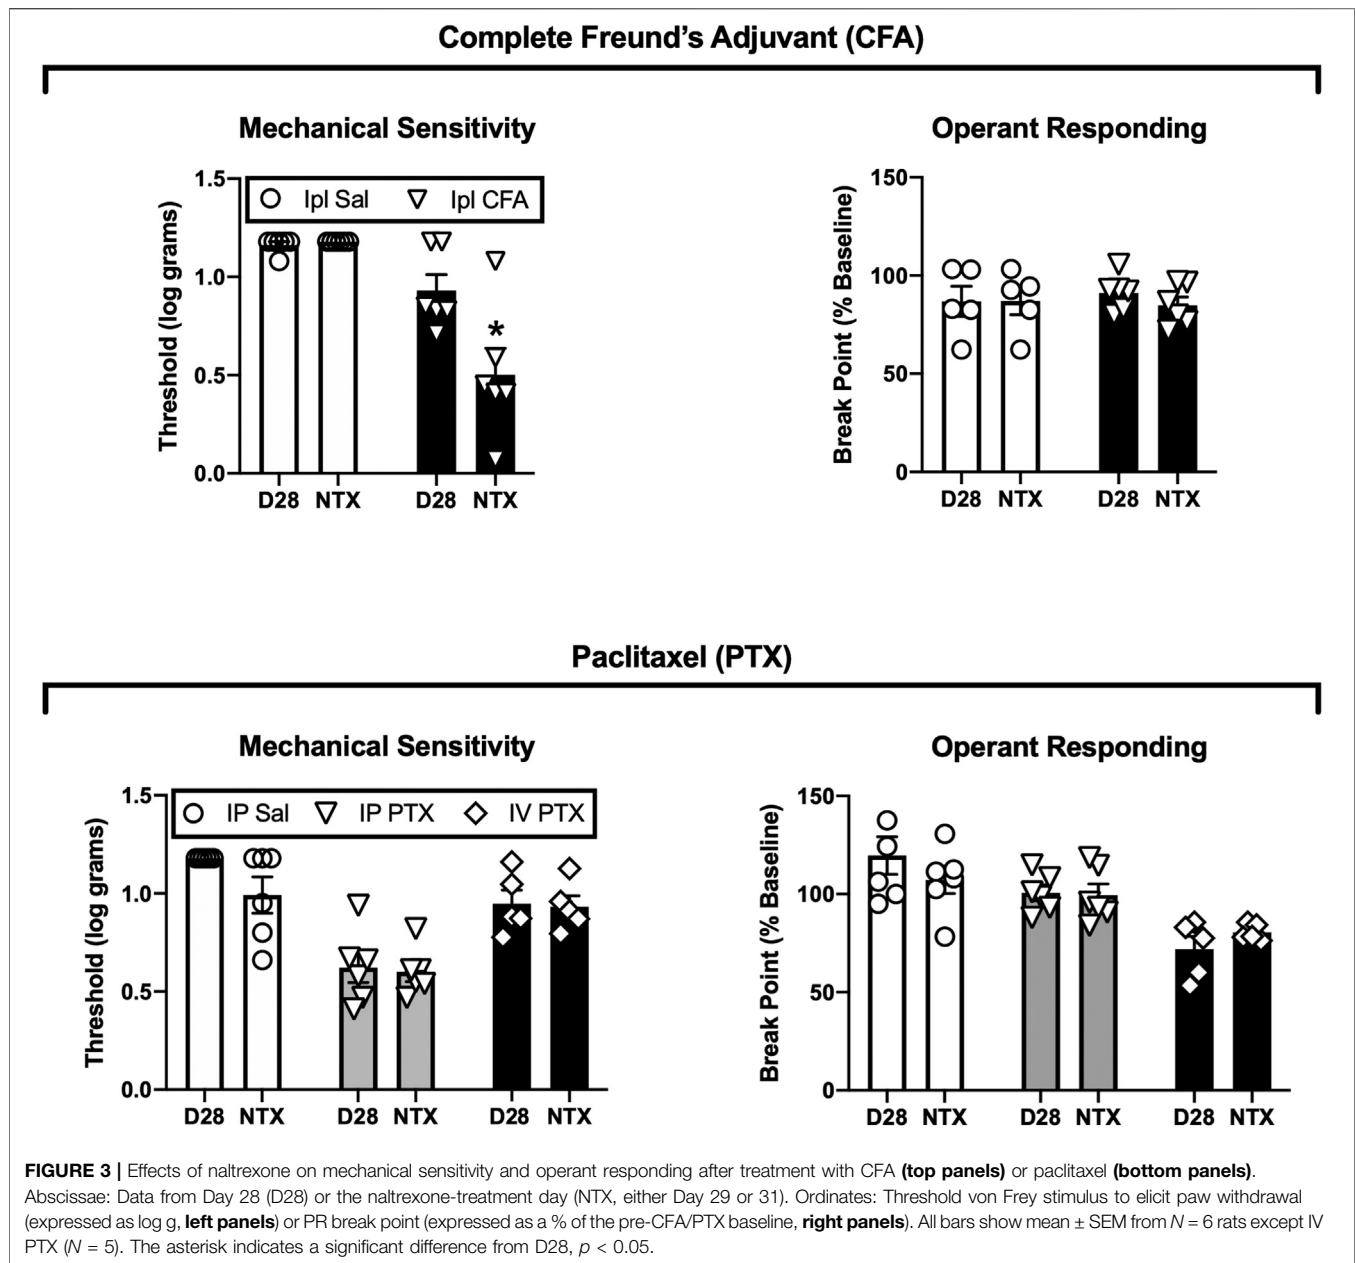 Complete Freund's Adjuvant (CFA)
Mechanical Sensitivity
Threshold (log grams)
1.5
1.0
0.5
0.0
Ipl Sal Ipl CFA
*
D28 NTX D28 NTX
Operant Responding
Break Point (% Baseline)
150
100
50
0
D28 NTX D28 NTX
Paclitaxel (PTX)
Mechanical Sensitivity
Threshold (log grams)
1.5
1.0
0.5
0.0
IP Sal IP PTX IV PTX
D28 NTX D28 NTX D28 NTX
Operant Responding
Break Point (% Baseline)
150
100
50
0
D28 NTX D28 NTX D28 NTX
FIGURE 3 | Effects of naltrexone on mechanical sensitivity and operant responding after treatment with CFA (top panels) or paclitaxel (bottom panels).
Abscissae: Data from Day 28 (D28) or the naltrexone-treatment day (NTX, either Day 29 or 31). Ordinates: Threshold von Frey stimulus to elicit paw withdrawal
(expressed as log g, left panels) or PR break point (expressed as a % of the pre-CFA/PTX baseline, right panels). All bars show mean ± SEM from N = 6 rats except IV
PTX (N = 5). The asterisk indicates a significant difference from D28, p < 0.05.